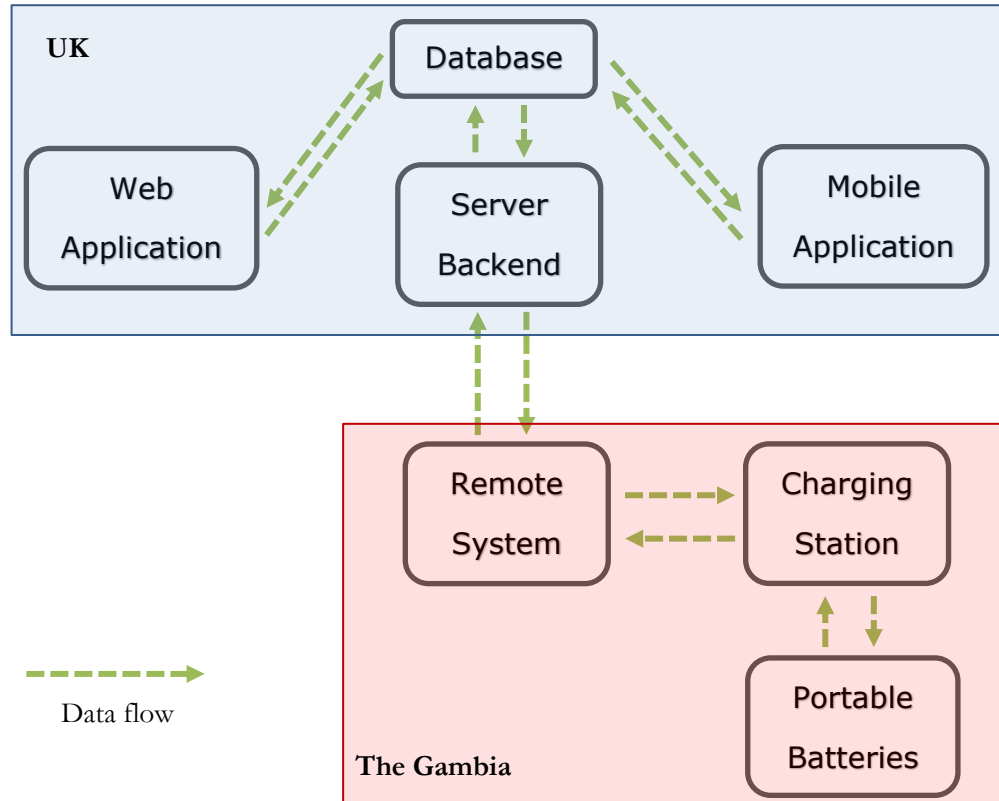 UK
Database
Web
Application
Server
Backend
Mobile
Application
Remote
System
Charging
Station
Portable
Batteries
Data flow
The Gambia